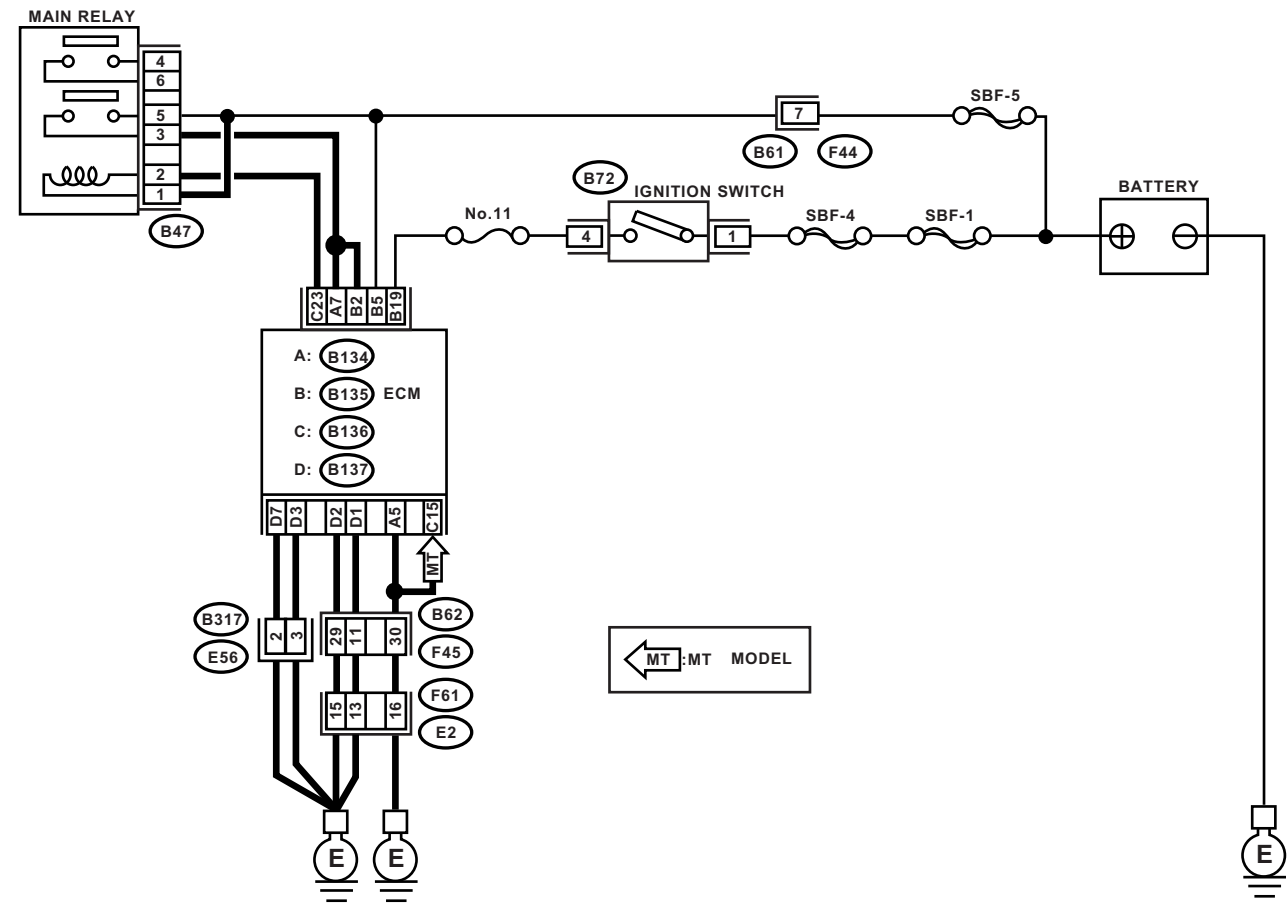 MAIN RELAY
4
6
5
3
2
1
B47
SBF-5
7
B61
F44
B72
IGNITION SWITCH
No.11
4
1
SBF-4
SBF-1
BATTERY
C23
A7
B2
B5
B19
A: B134
B: B135 ECM
C: B136
D: B137
D7
D3
D2
D1
A5
C15
MT
B317
E56
2
3
29
11
30
B62
F45
15
13
16
F61
E2
MT :MT MODEL
E
E
E